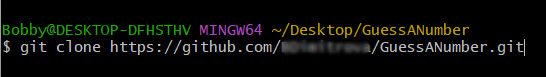 Bobby@DESKTOP-DFHSTHV MINGW64 ~/Desktop/GuessANumber
$ git clone https://github.com/ /GuessANumber.git